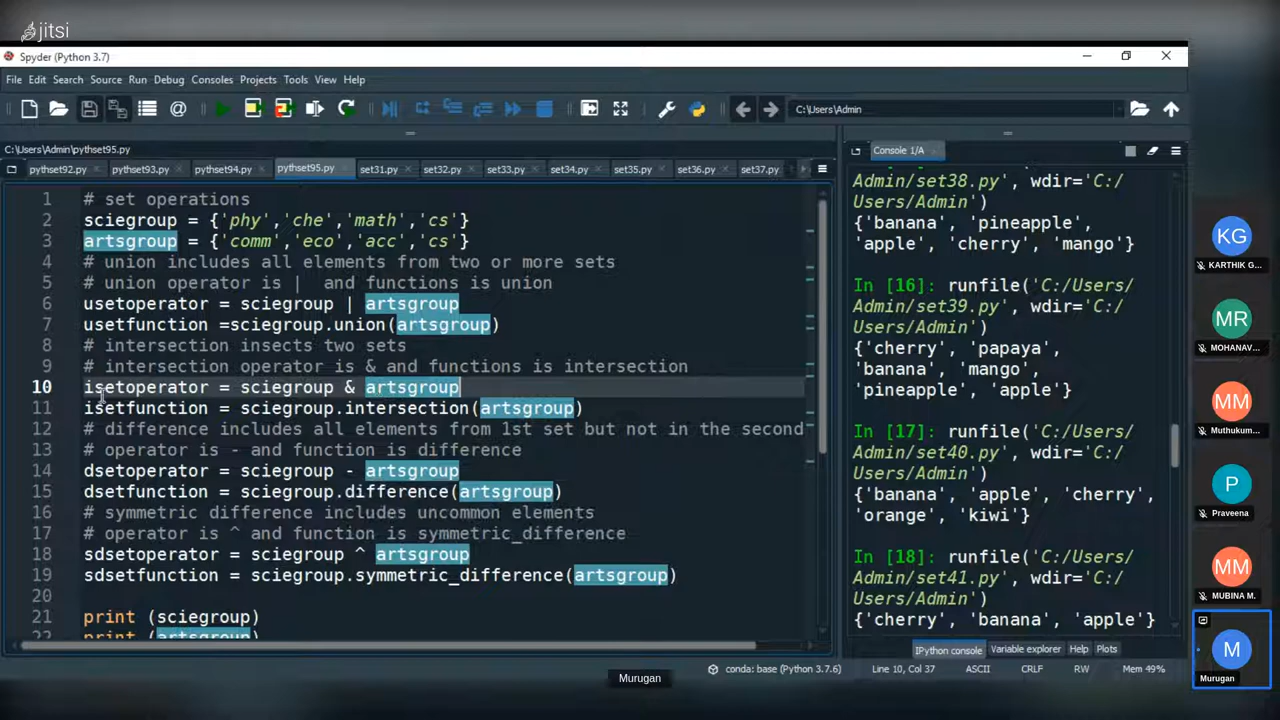 jitsi
Spyder (Python 3.7)
File Edit Search Source Run Debug Consoles Projects Tools View Help
C:\Users\Admin
C:\Users\Admin\pythset95.py
pythset92.py pythset93.py pythset94.py pythset95.py set31.py set32.py set33.py set34.py set35.py set36.py set37.py
1 # set operations
2 sciegroup = {'phy','che','math','cs'}
3 artsgroup = {'comm','eco','acc','cs'}
4 # union includes all elements from two or more sets
5 # union operator is |  and functions is union
6 usetoperator = sciegroup | artsgroup
7 usetfunction =sciegroup.union(artsgroup)
8 # intersection insects two sets
9 # intersection operator is & and functions is intersection
10 isetoperator = sciegroup & artsgroup
11 isetfunction = sciegroup.intersection(artsgroup)
12 # difference includes all elements from 1st set but not in the second
13 # operator is - and function is difference
14 dsetoperator = sciegroup - artsgroup
15 dsetfunction = sciegroup.difference(artsgroup)
16 # symmetric difference includes uncommon elements
17 # operator is ^ and function is symmetric_difference
18 sdsetoperator = sciegroup ^ artsgroup
19 sdsetfunction = sciegroup.symmetric_difference(artsgroup)
20
21 print (sciegroup)
22 print (artsgroup)
Console 1/A
Admin/set38.py', wdir='C:/
Users/Admin')
{'banana', 'pineapple',
'apple', 'cherry', 'mango'}
In [16]: runfile('C:/Users/
Admin/set39.py', wdir='C:/
Users/Admin')
{'cherry', 'papaya',
'banana', 'mango',
'pineapple', 'apple'}
In [17]: runfile('C:/Users/
Admin/set40.py', wdir='C:/
Users/Admin')
{'banana', 'apple', 'cherry',
'orange', 'kiwi'}
In [18]: runfile('C:/Users/
Admin/set41.py', wdir='C:/
Users/Admin')
{'cherry', 'banana', 'apple'}
IPython console Variable explorer Help Plots
conda: base (Python 3.7.6) Line 10, Col 37 ASCII CRLF RW Mem 49%
Murugan
KG
KARTHIK G...
MR
MOHANAV...
MM
Muthukum...
P
Praveena
MM
MUBINA M.
M
Murugan